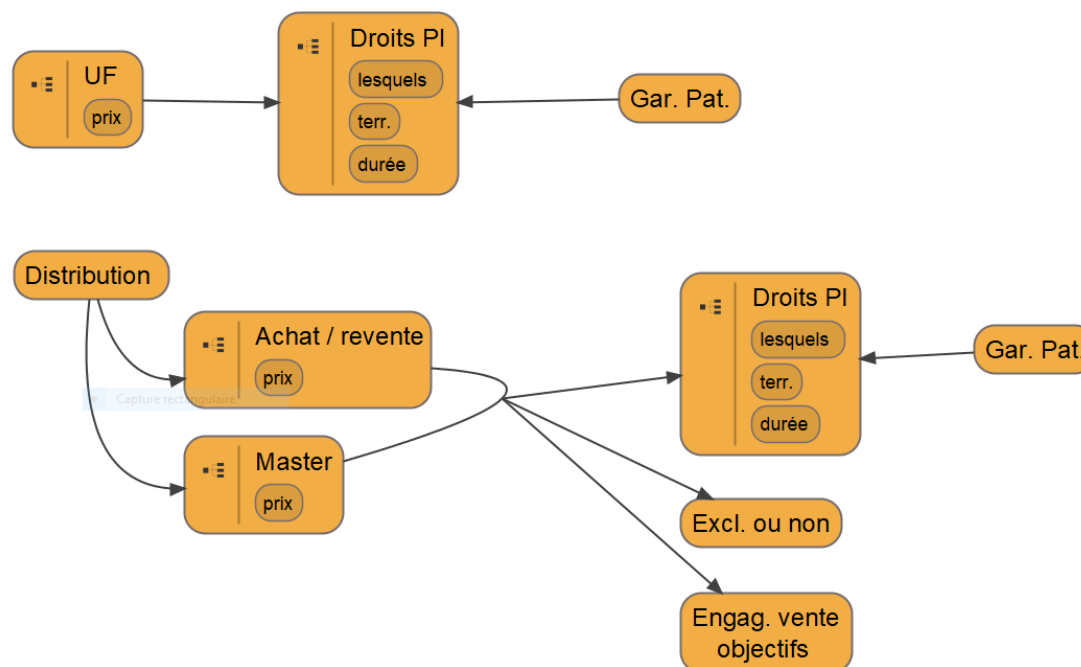 Droits PI
lesquels
terr.
durée
UF
prix
Gar. Pat.
Distribution
Achat / revente
prix
Capture rectangulaire
Master
prix
Droits PI
lesquels
terr.
durée
Gar. Pat.
Excl. ou non
Engag. vente
objectifs